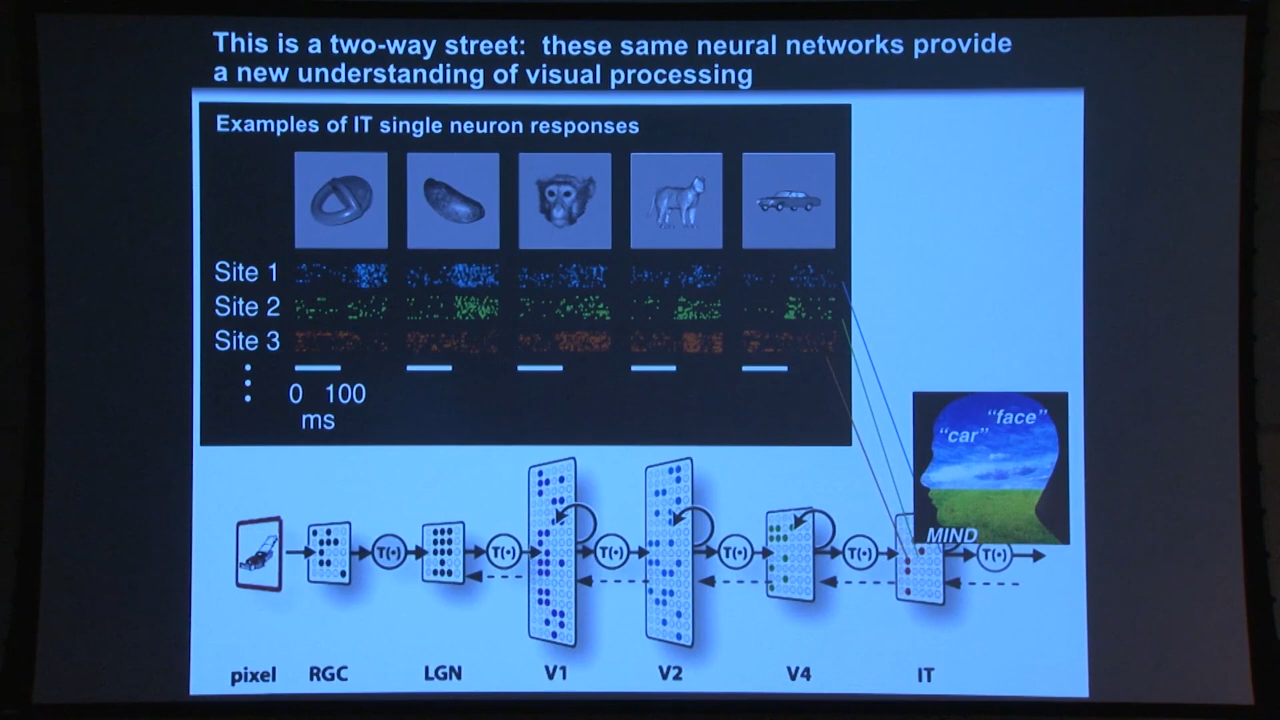 This is a two-way street: these same neural networks provide
a new understanding of visual processing
Examples of IT single neuron responses
Site 1
Site 2
Site 3
0 100
ms
“face”
“car”
MIND
T(•) T(•) T(•) T(•) T(•) T(•)
pixel RGC LGN V1 V2 V4 IT